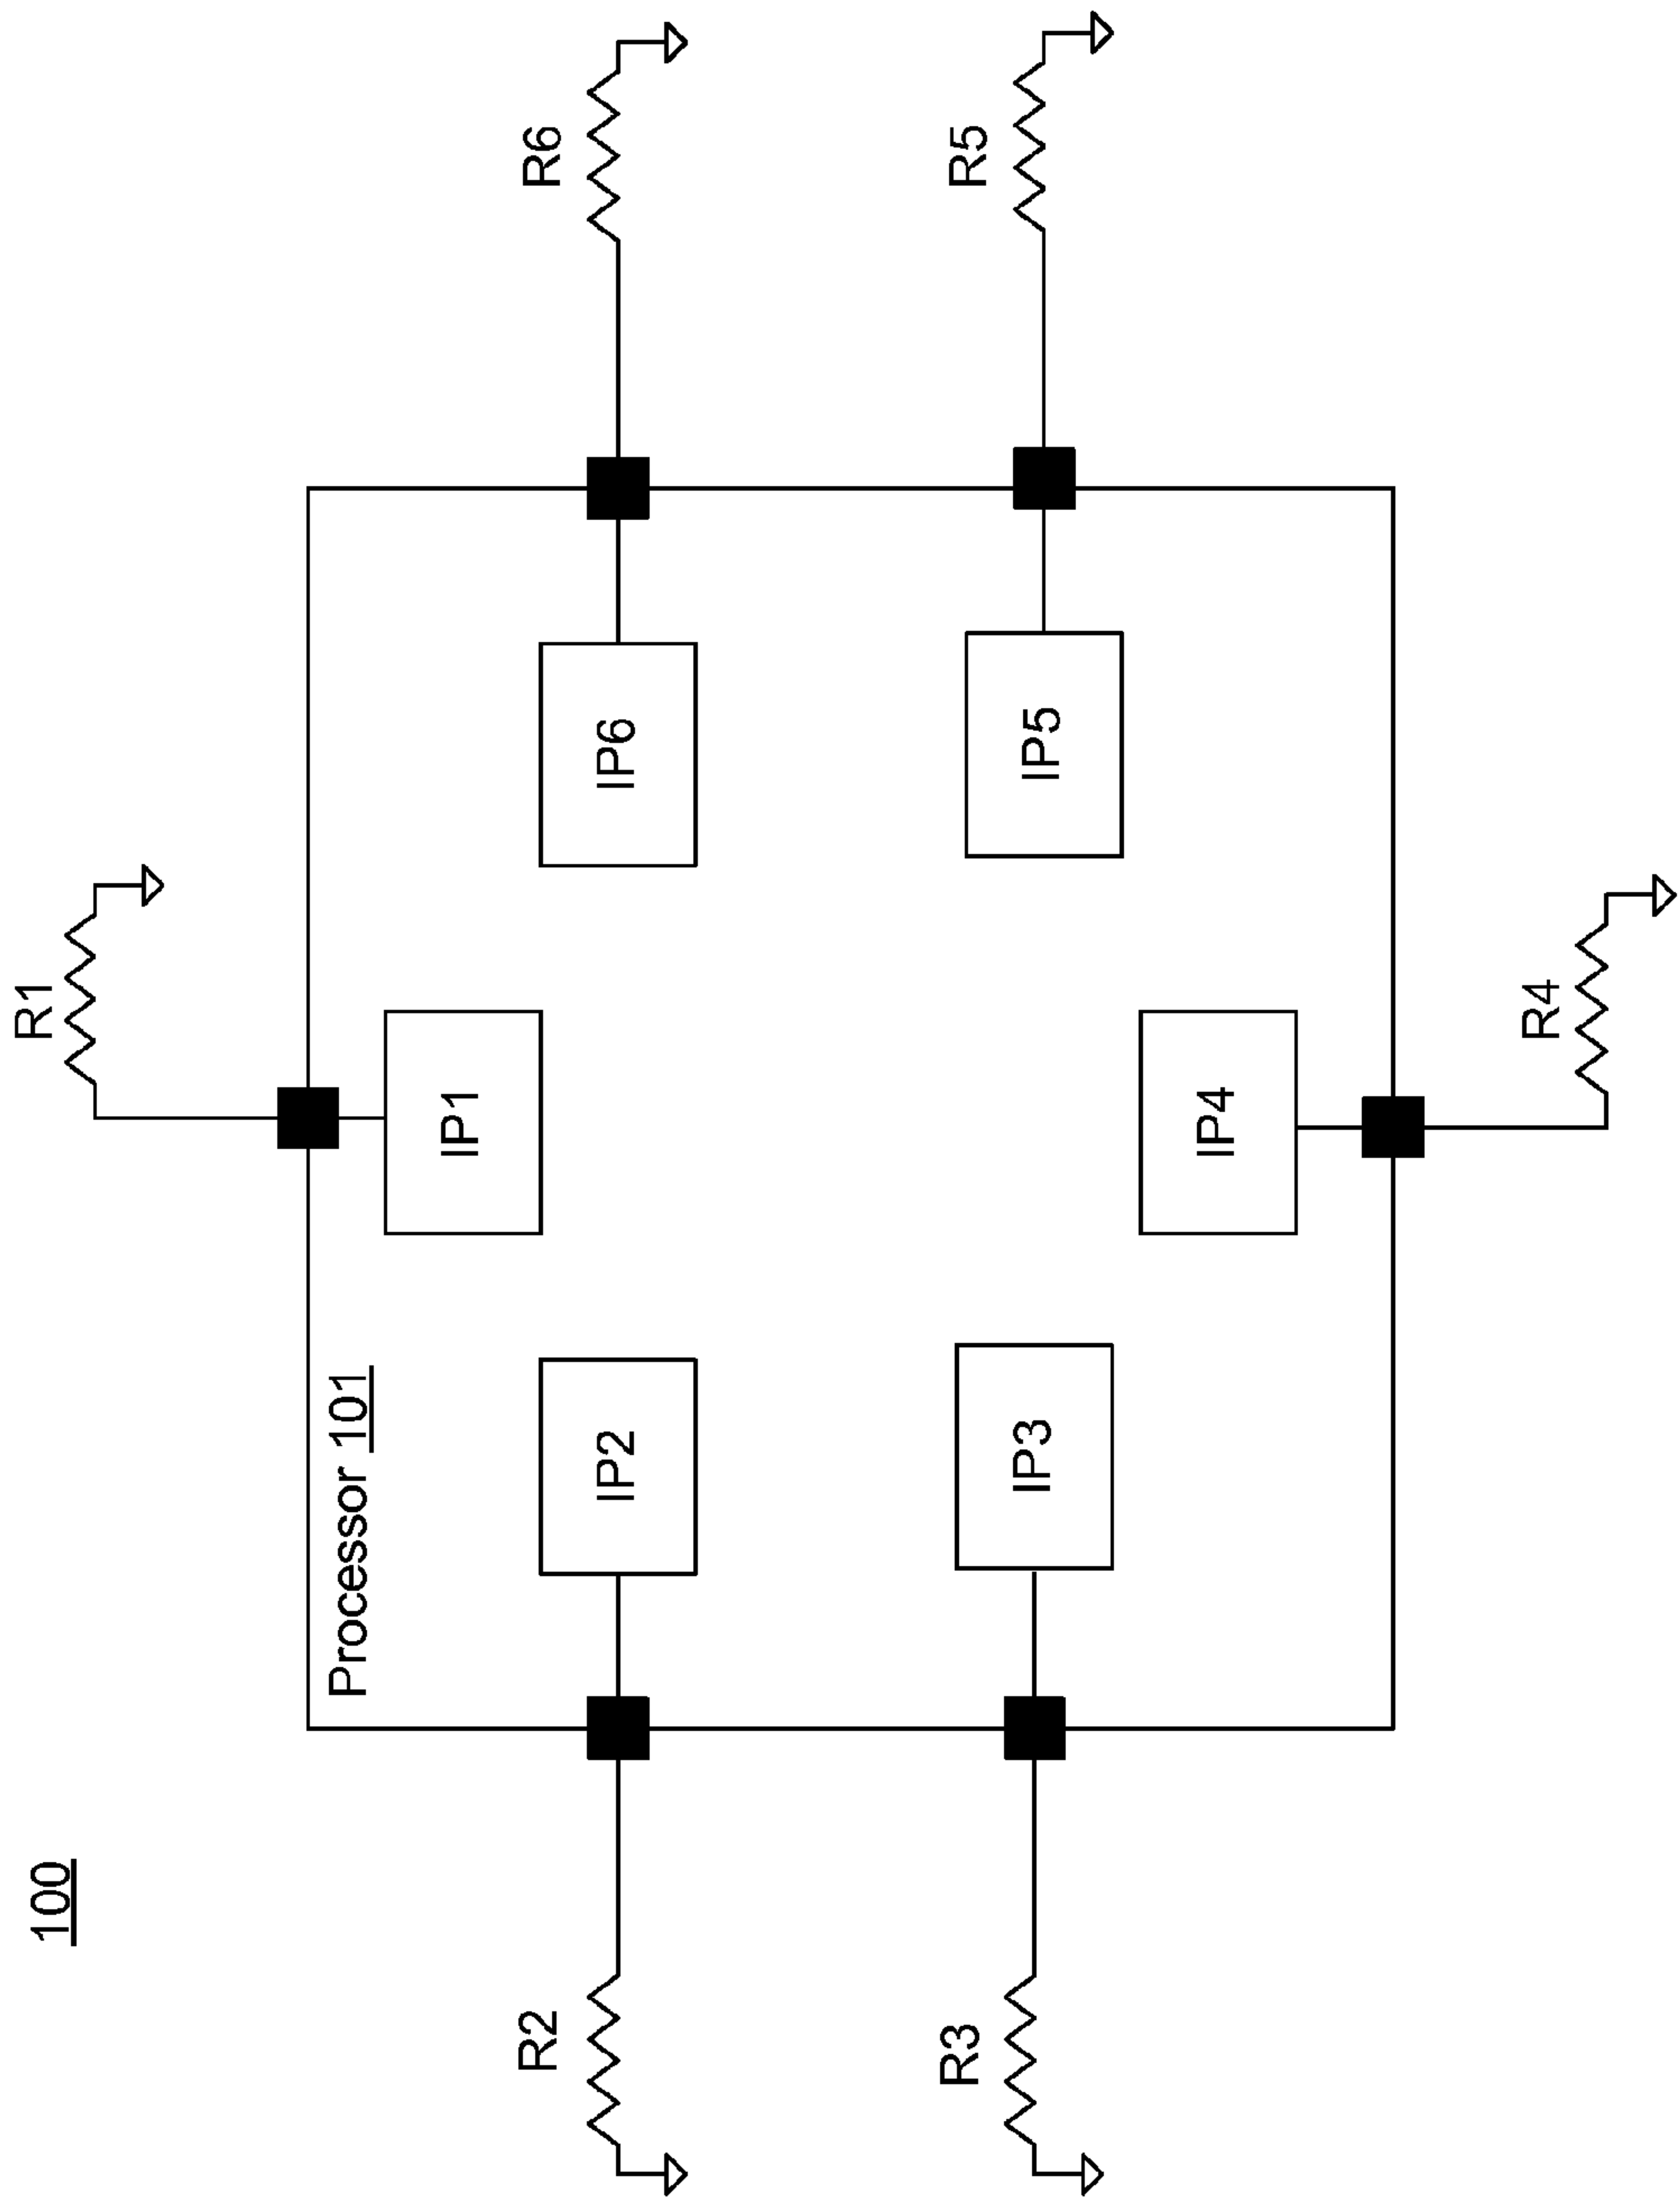 100
R1
Processor 101
IP1
R2
R6
IP2
IP6
R3
R5
IP3
IP5
IP4
R4